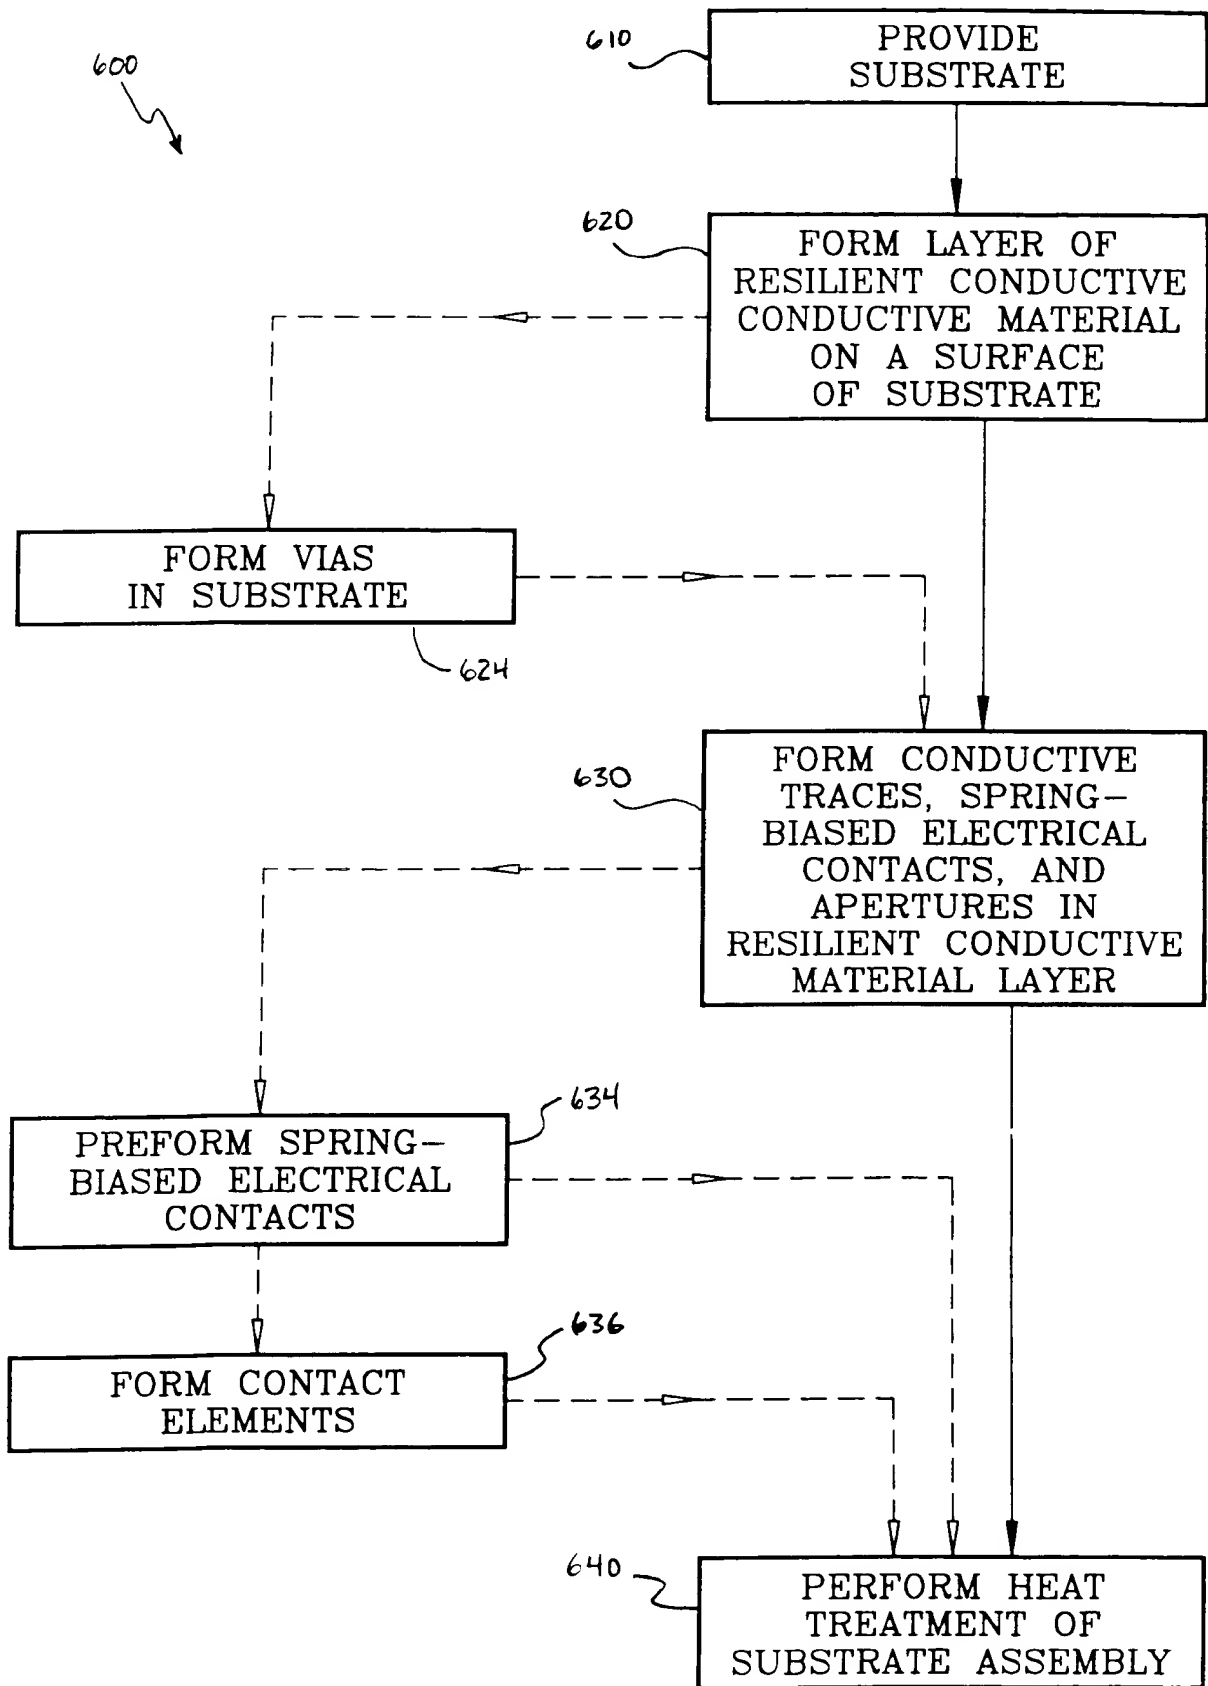 600
610
PROVIDE
SUBSTRATE
620
FORM LAYER OF
RESILIENT CONDUCTIVE
CONDUCTIVE MATERIAL
ON A SURFACE
OF SUBSTRATE
FORM VIAS
IN SUBSTRATE
624
630
FORM CONDUCTIVE
TRACES, SPRING-
BIASED ELECTRICAL
CONTACTS, AND
APERTURES IN
RESILIENT CONDUCTIVE
MATERIAL LAYER
634
PREFORM SPRING-
BIASED ELECTRICAL
CONTACTS
636
FORM CONTACT
ELEMENTS
640
PERFORM HEAT
TREATMENT OF
SUBSTRATE ASSEMBLY